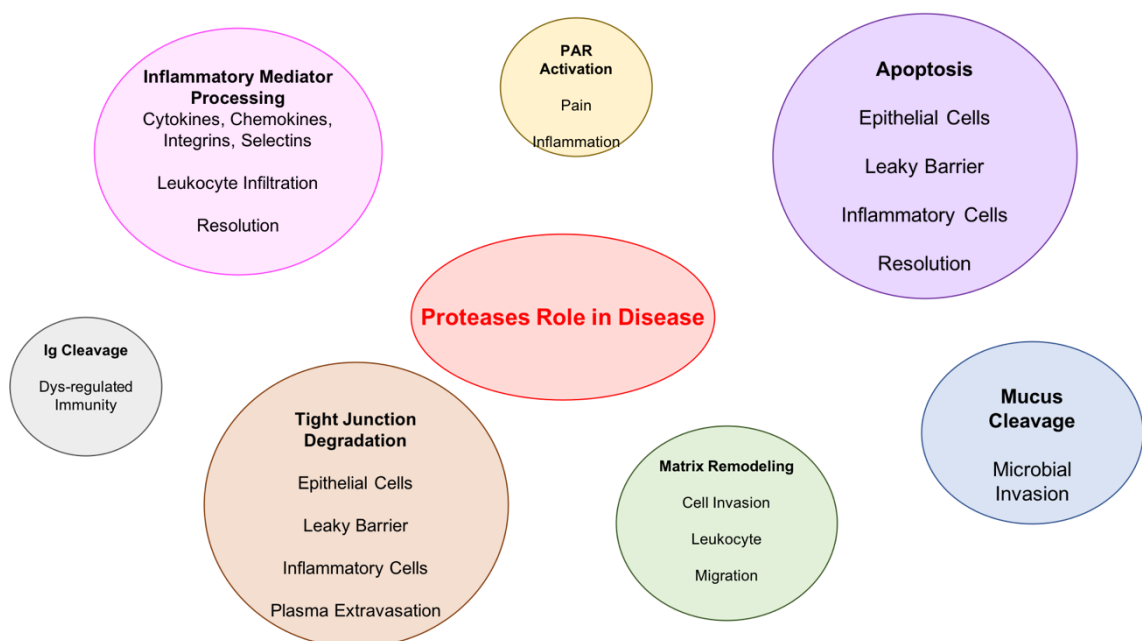 Inflammatory Mediator
Processing
Cytokines, Chemokines,
Integrins, Selectins
Leukocyte Infiltration
Resolution
PAR
Activation
Pain
Inflammation
Apoptosis
Epithelial Cells
Leaky Barrier
Inflammatory Cells
Resolution
Proteases Role in Disease
Ig Cleavage
Dys-regulated
Immunity
Tight Junction
Degradation
Epithelial Cells
Leaky Barrier
Inflammatory Cells
Plasma Extravasation
Matrix Remodeling
Cell Invasion
Leukocyte
Migration
Mucus
Cleavage
Microbial
Invasion